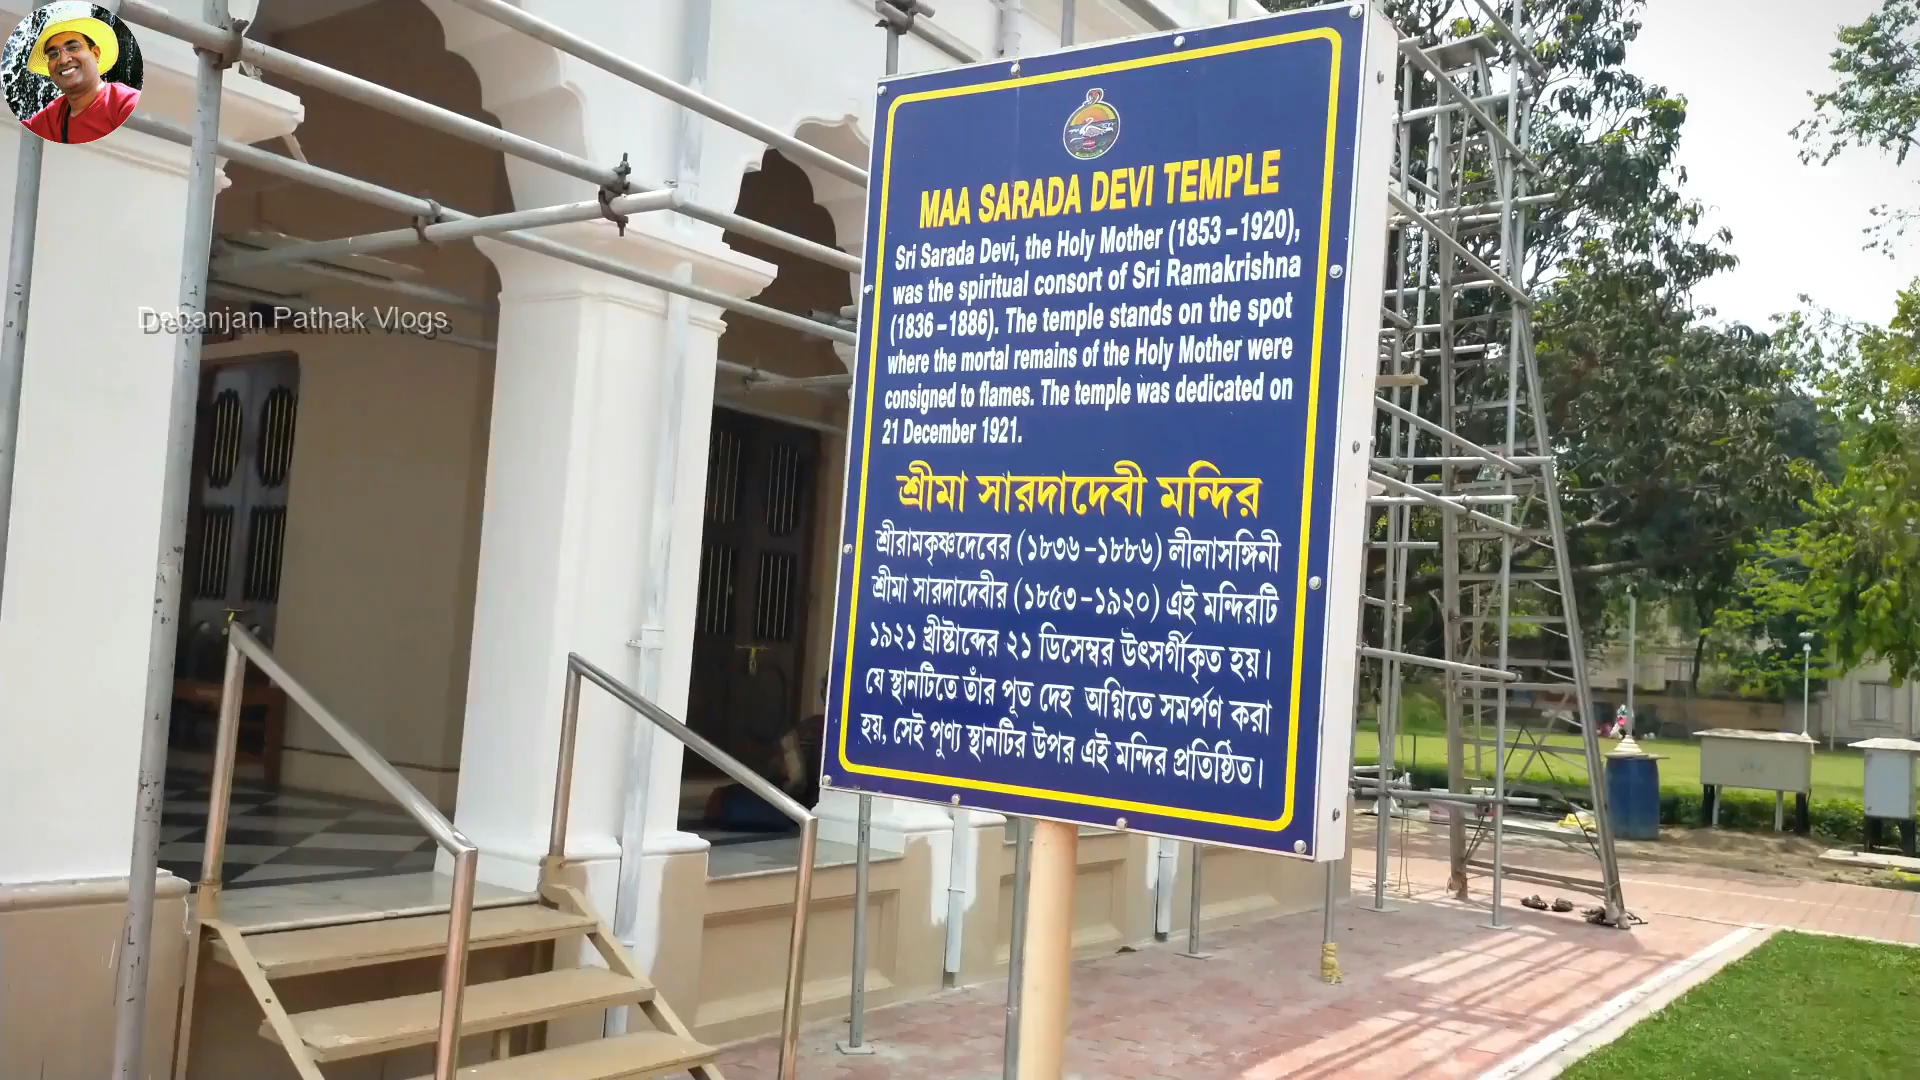 Debanjan Pathak Vlogs
MAA SARADA DEVI TEMPLE
Sri Sarada Devi, the Holy Mother (1853–1920),
was the spiritual consort of Sri Ramakrishna
(1836–1886). The temple stands on the spot
where the mortal remains of the Holy Mother were
consigned to flames. The temple was dedicated on
21 December 1921.
শ্রীমা সারদাদেবী মন্দির
শ্রীরামকৃষ্ণদেবের (১৮৩৬–১৮৮৬) লীলাসঙ্গিনী
শ্রীমা সারদাদেবীর (১৮৫৩–১৯২০) এই মন্দিরটি
১৯২১ খ্রীষ্টাব্দের ২১ ডিসেম্বর উৎসর্গীকৃত হয়।
যে স্থানটিতে তাঁর পূত দেহ অগ্নিতে সমর্পণ করা
হয়, সেই পুণ্য স্থানটির উপর এই মন্দির প্রতিষ্ঠিত।